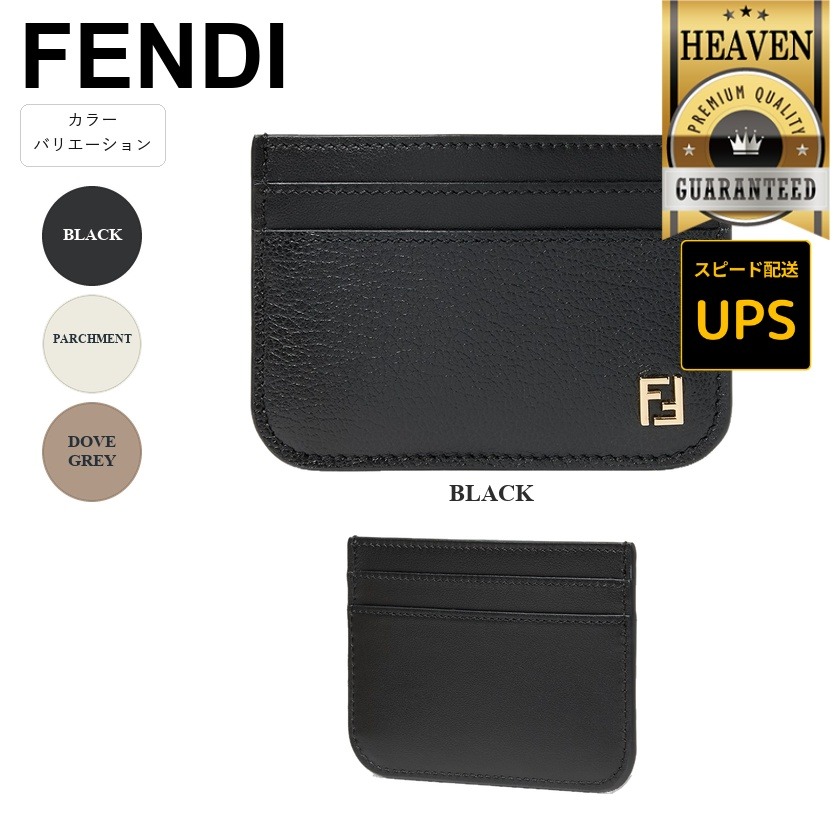 FENDI
カラー
バリエーション
BLACK
PARCHMENT
DOVE
GREY
HEAVEN
PREMIUM QUALITY
GUARANTEED
スピード配送
UPS
BLACK